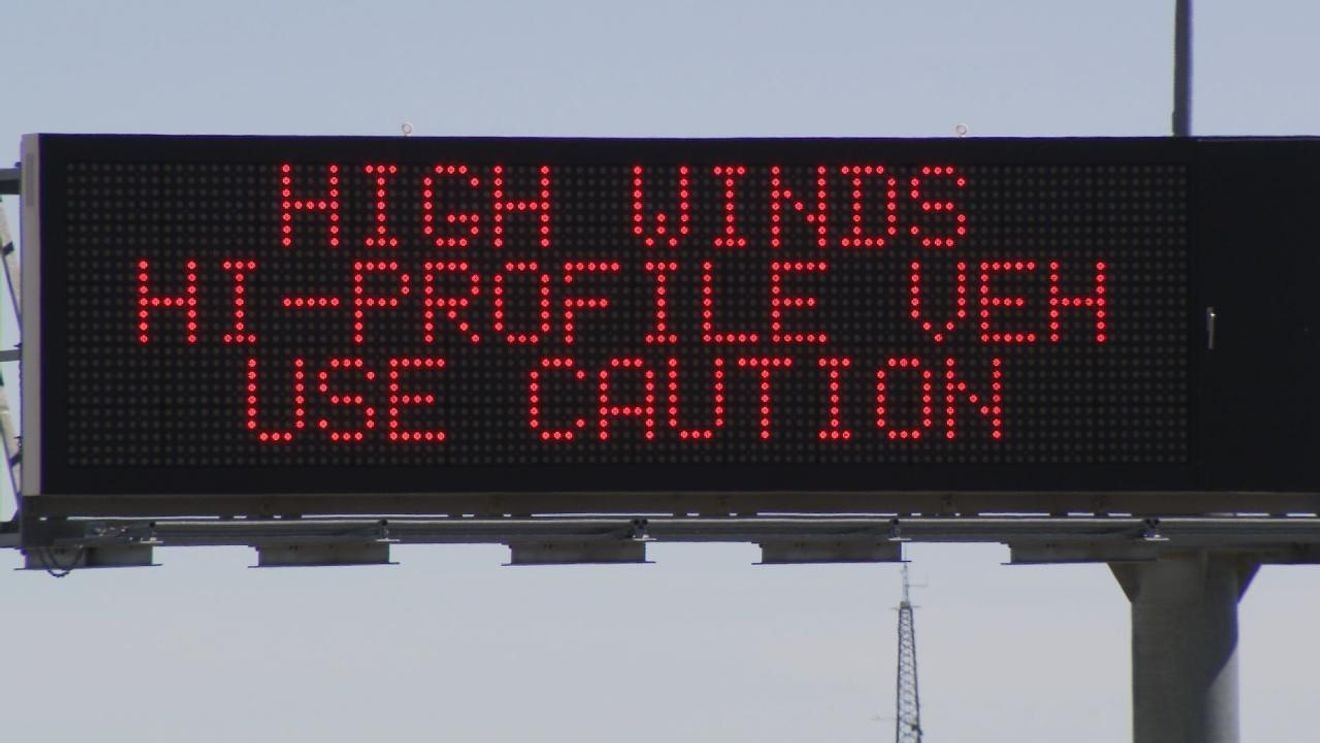 HIGH WINDS
HI-PROFILE VEH
USE CAUTION